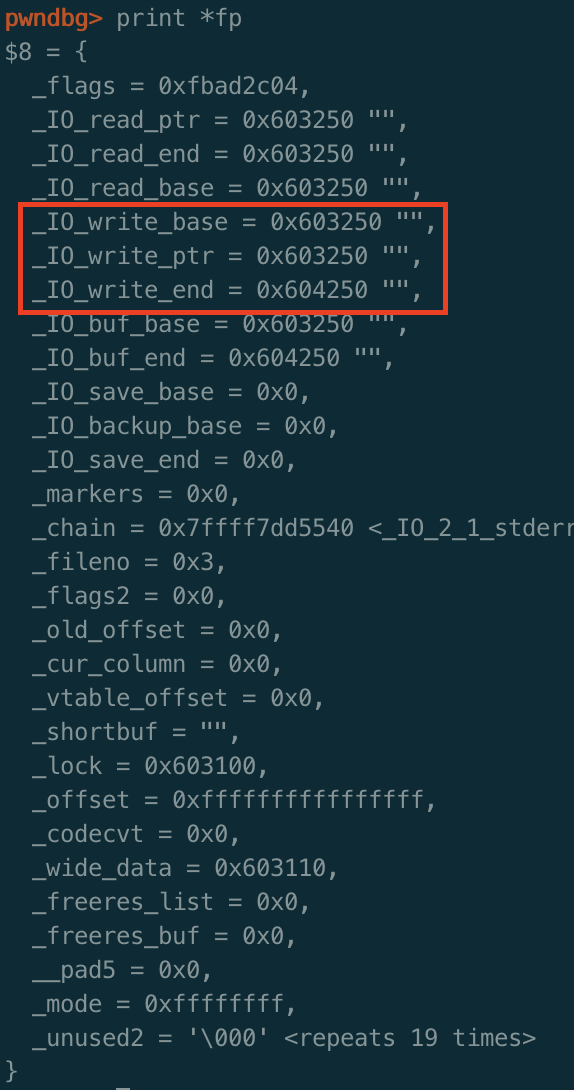 pwndbg> print *fp
$8 = {
_flags = 0xfbad2c04,
_IO_read_ptr = 0x603250 "",
_IO_read_end = 0x603250 "",
_IO_read_base = 0x603250 "",
_IO_write_base = 0x603250 "",
_IO_write_ptr = 0x603250 "",
_IO_write_end = 0x604250 "",
_IO_buf_base = 0x603250 "",
_IO_buf_end = 0x604250 "",
_IO_save_base = 0x0,
_IO_backup_base = 0x0,
_IO_save_end = 0x0,
_markers = 0x0,
_chain = 0x7ffff7dd5540 <_IO_2_1_stderr
_fileno = 0x3,
_flags2 = 0x0,
_old_offset = 0x0,
_cur_column = 0x0,
_vtable_offset = 0x0,
_shortbuf = "",
_lock = 0x603100,
_offset = 0xffffffffffffffff,
_codecvt = 0x0,
_wide_data = 0x603110,
_freeres_list = 0x0,
_freeres_buf = 0x0,
__pad5 = 0x0,
_mode = 0xffffffff,
_unused2 = '\000' <repeats 19 times>
}